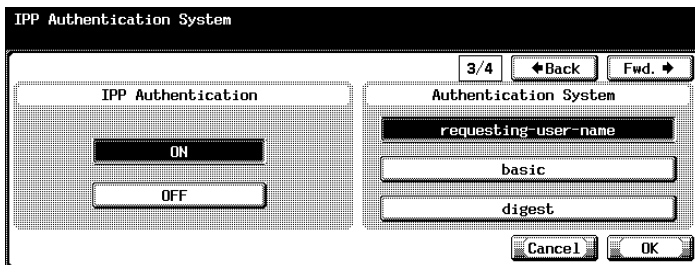 IPP Authentication System
3/4 ←Back Fwd. →
IPP Authentication
Authentication System
ON
OFF
requesting-user-name
basic
digest
Cancel OK